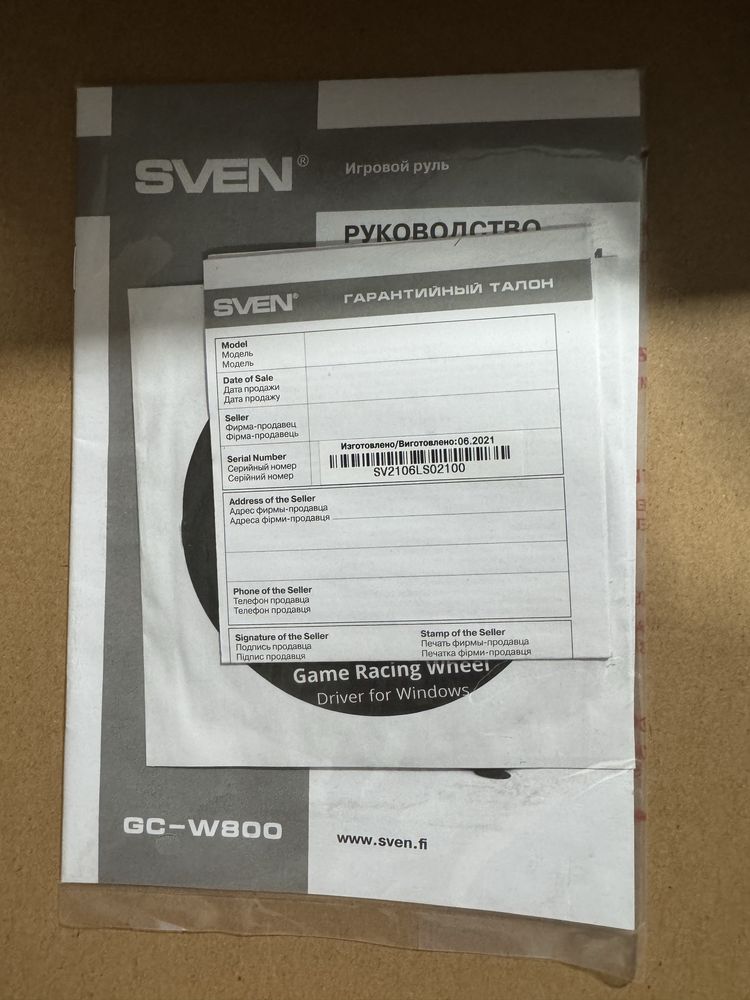 SVEN®
Игровой руль
РУКОВОДСТВО
SVEN®
ГАРАНТИЙНЫЙ ТАЛОН
Model
Модель
Модель
Date of Sale
Дата продажи
Дата продажу
Seller
Фирма-продавец
Фірма-продавець
Serial Number
Серийный номер
Серійний номер
Изготовлено/Виготовлено:06.2021
SV2106LS02100
Address of the Seller
Адрес фирмы-продавца
Адреса фірми-продавця
Phone of the Seller
Телефон продавца
Телефон продавця
Signature of the Seller
Подпись продавца
Підпис продавця
Stamp of the Seller
Печать фирмы-продавца
Печатка фірми-продавця
Game Racing Wheel
Driver for Windows
GC-W800
www.sven.fi